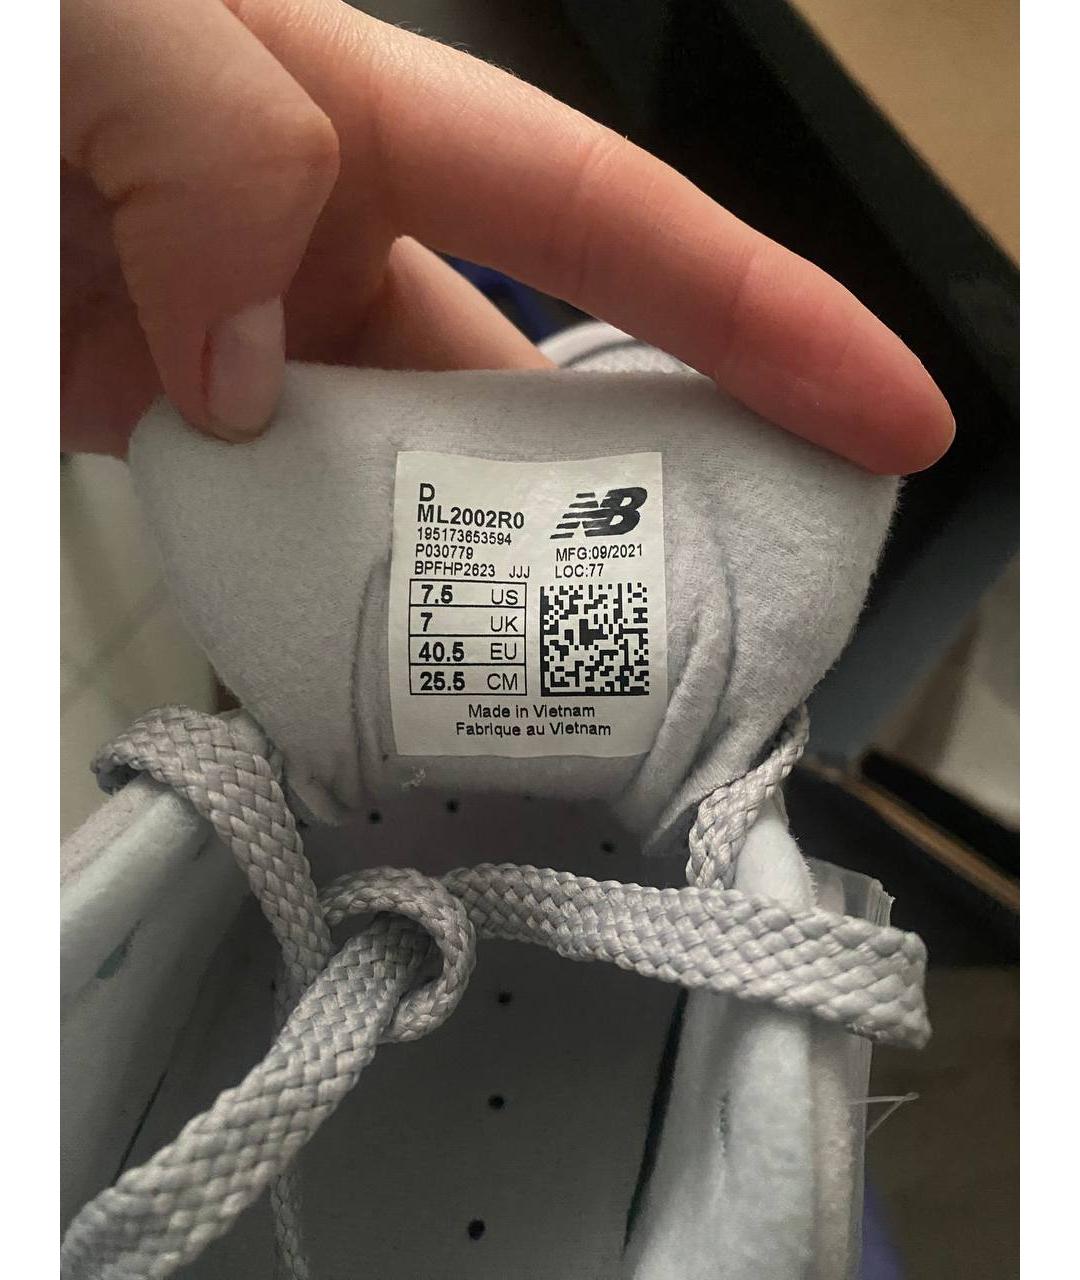 D
ML2002R0
195173653594
P030779
BPFHP2623 JJJ
NB
MFG:09/2021
LOC:77
7.5 US
7 UK
40.5 EU
25.5 CM
Made in Vietnam
Fabrique au Vietnam